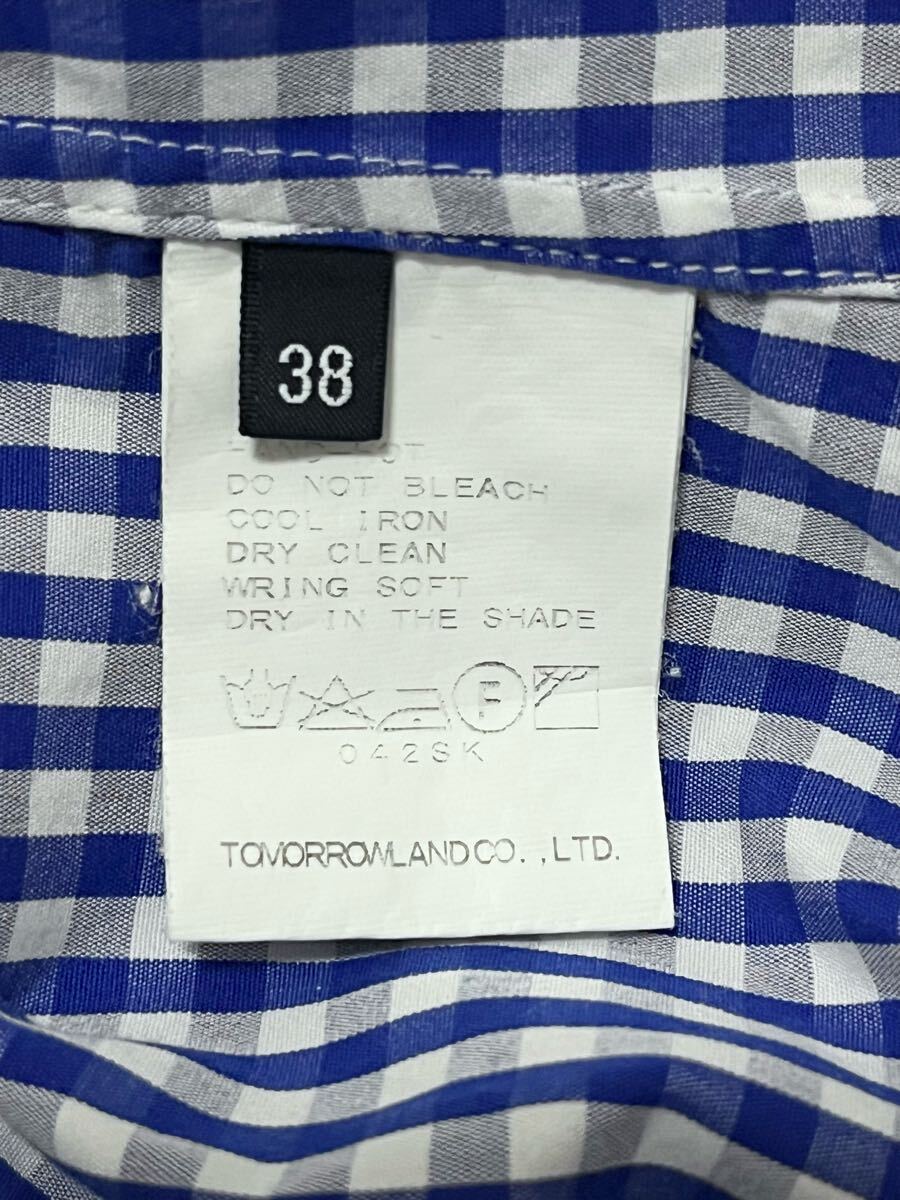 38
DO NOT BLEACH
COOL IRON
DRY CLEAN
WRING SOFT
DRY IN THE SHADE
P
042SK
TOMORROWLAND CO.,LTD.